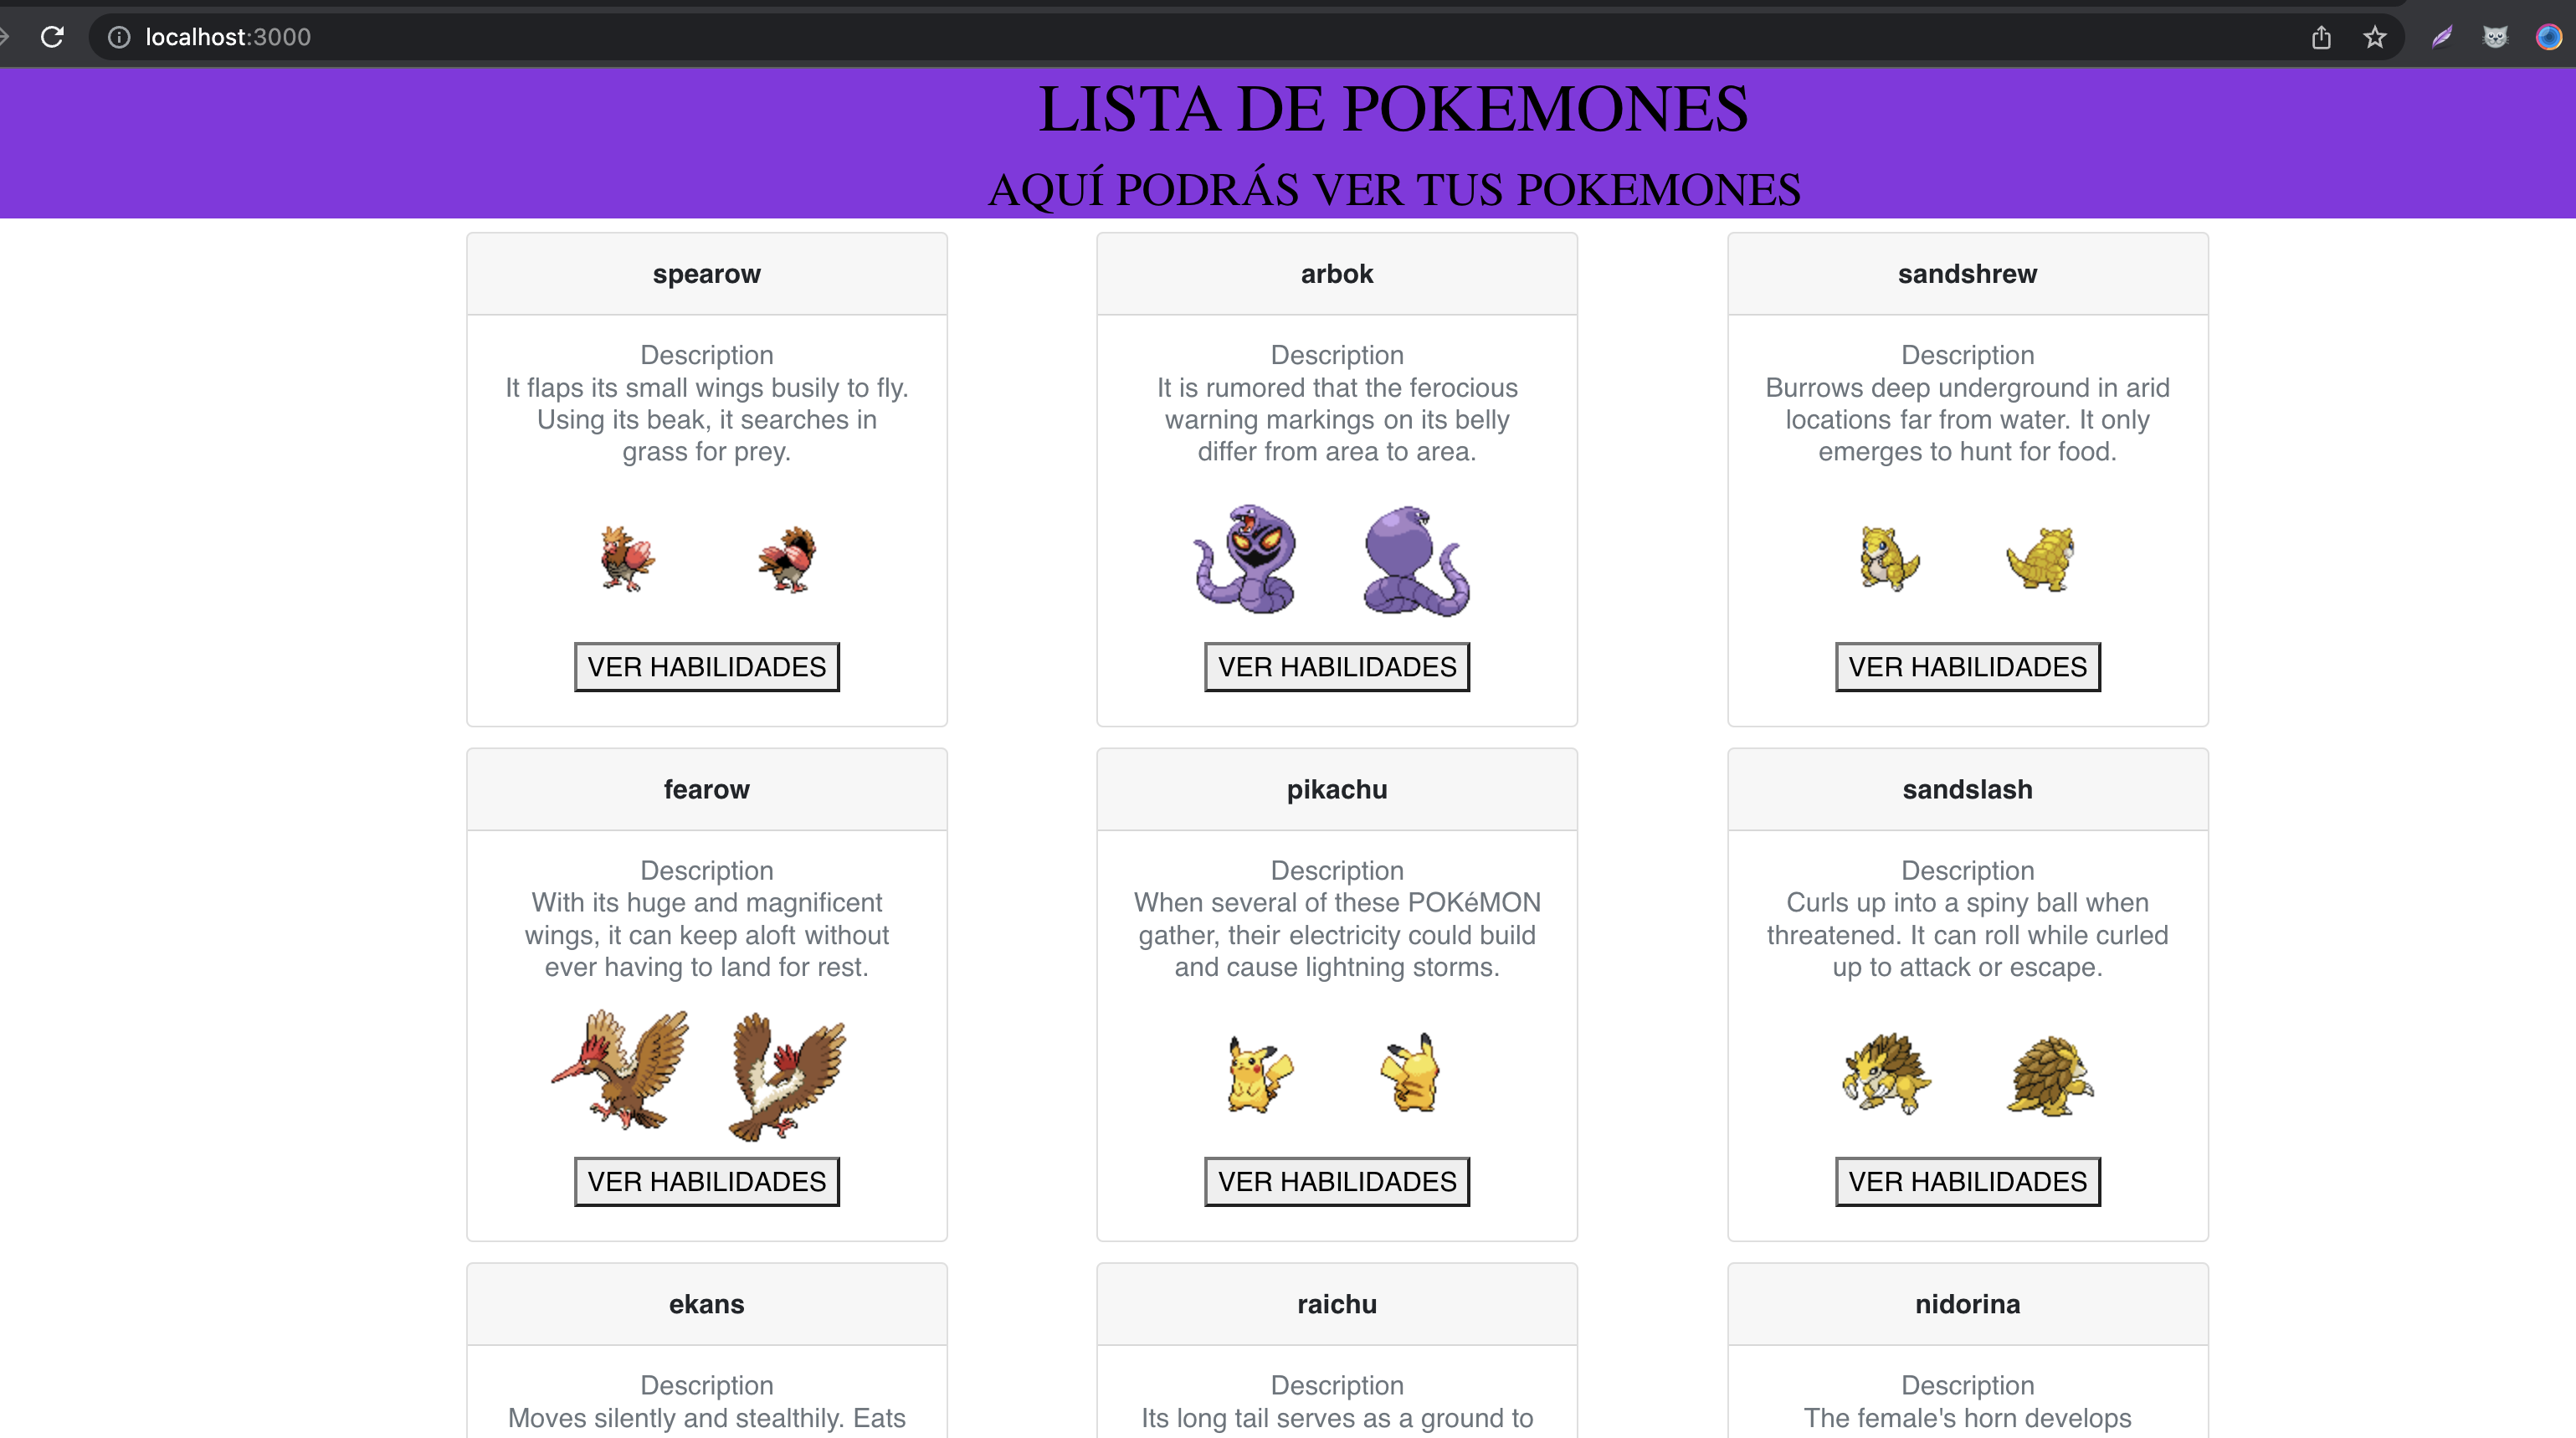 localhost:3000
LISTA DE POKEMONES
AQUÍ PODRÁS VER TUS POKEMONES
spearow
Description
It flaps its small wings busily to fly.
Using its beak, it searches in
grass for prey.
VER HABILIDADES
arbok
Description
It is rumored that the ferocious
warning markings on its belly
differ from area to area.
VER HABILIDADES
sandshrew
Description
Burrows deep underground in arid
locations far from water. It only
emerges to hunt for food.
VER HABILIDADES
fearow
Description
With its huge and magnificent
wings, it can keep aloft without
ever having to land for rest.
VER HABILIDADES
pikachu
Description
When several of these POKéMON
gather, their electricity could build
and cause lightning storms.
VER HABILIDADES
sandslash
Description
Curls up into a spiny ball when
threatened. It can roll while curled
up to attack or escape.
VER HABILIDADES
ekans
Description
Moves silently and stealthily. Eats
raichu
Description
Its long tail serves as a ground to
nidorina
Description
The female's horn develops